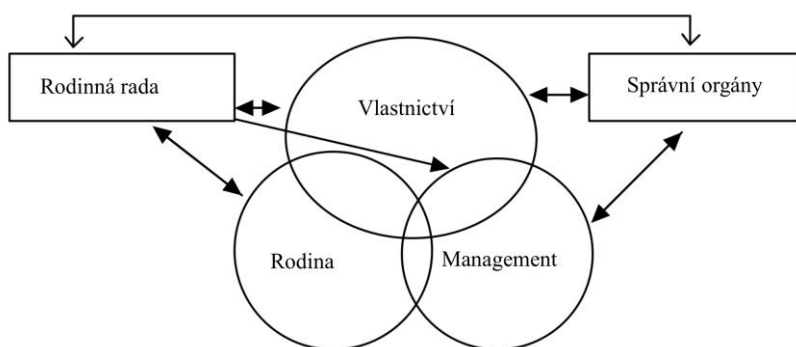 Rodinná rada
Správní orgány
Vlastnictví
Rodina
Management